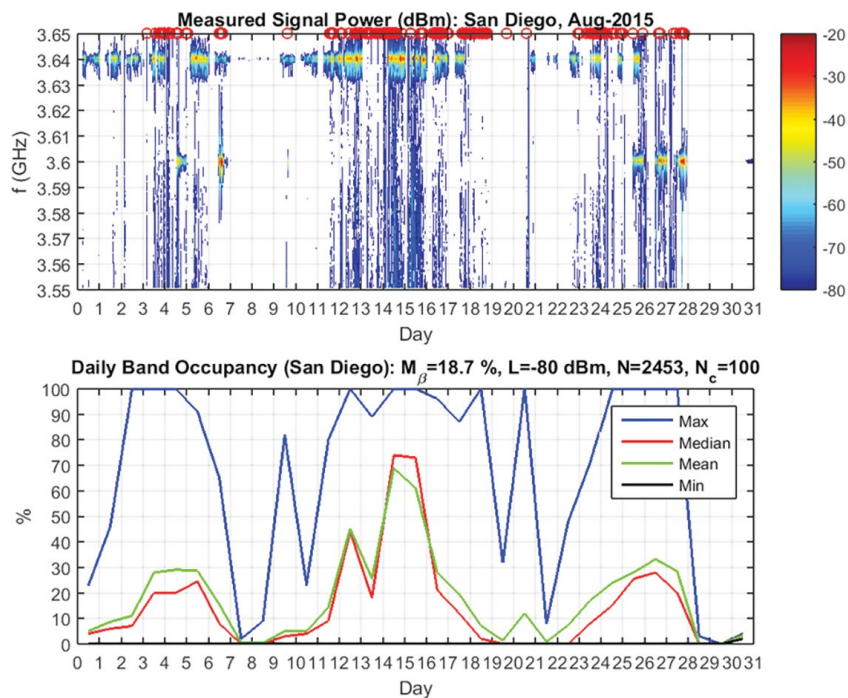 Measured Signal Power (dBm): San Diego, Aug-2015
3.65
3.64
3.63
3.62
3.61
3.6
3.59
3.58
3.57
3.56
3.55
f (GHz)
0 1 2 3 4 5 6 7 8 9 10 11 12 13 14 15 16 17 18 19 20 21 22 23 24 25 26 27 28 29 30 31
Day
-20
-30
-40
-50
-60
-70
-80
Daily Band Occupancy (San Diego): M_β=18.7 %, L=-80 dBm, N=2453, N_c=100
100
90
80
70
60
50
40
30
20
10
0
%
Max
Median
Mean
Min
0 1 2 3 4 5 6 7 8 9 10 11 12 13 14 15 16 17 18 19 20 21 22 23 24 25 26 27 28 29 30 31
Day